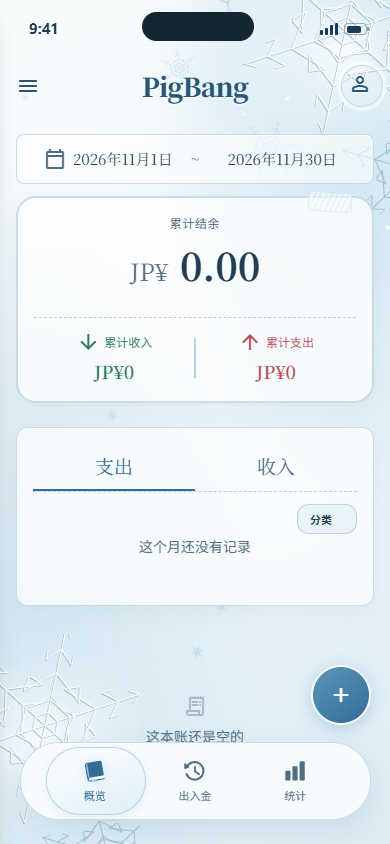 9:41
PigBang
2026年11月1日 ~ 2026年11月30日
累计结余
JP¥ 0.00
累计收入 累计支出
JP¥0 JP¥0
支出 收入
分类
这个月还没有记录
+
这本账还是空的
概览 出入金 统计